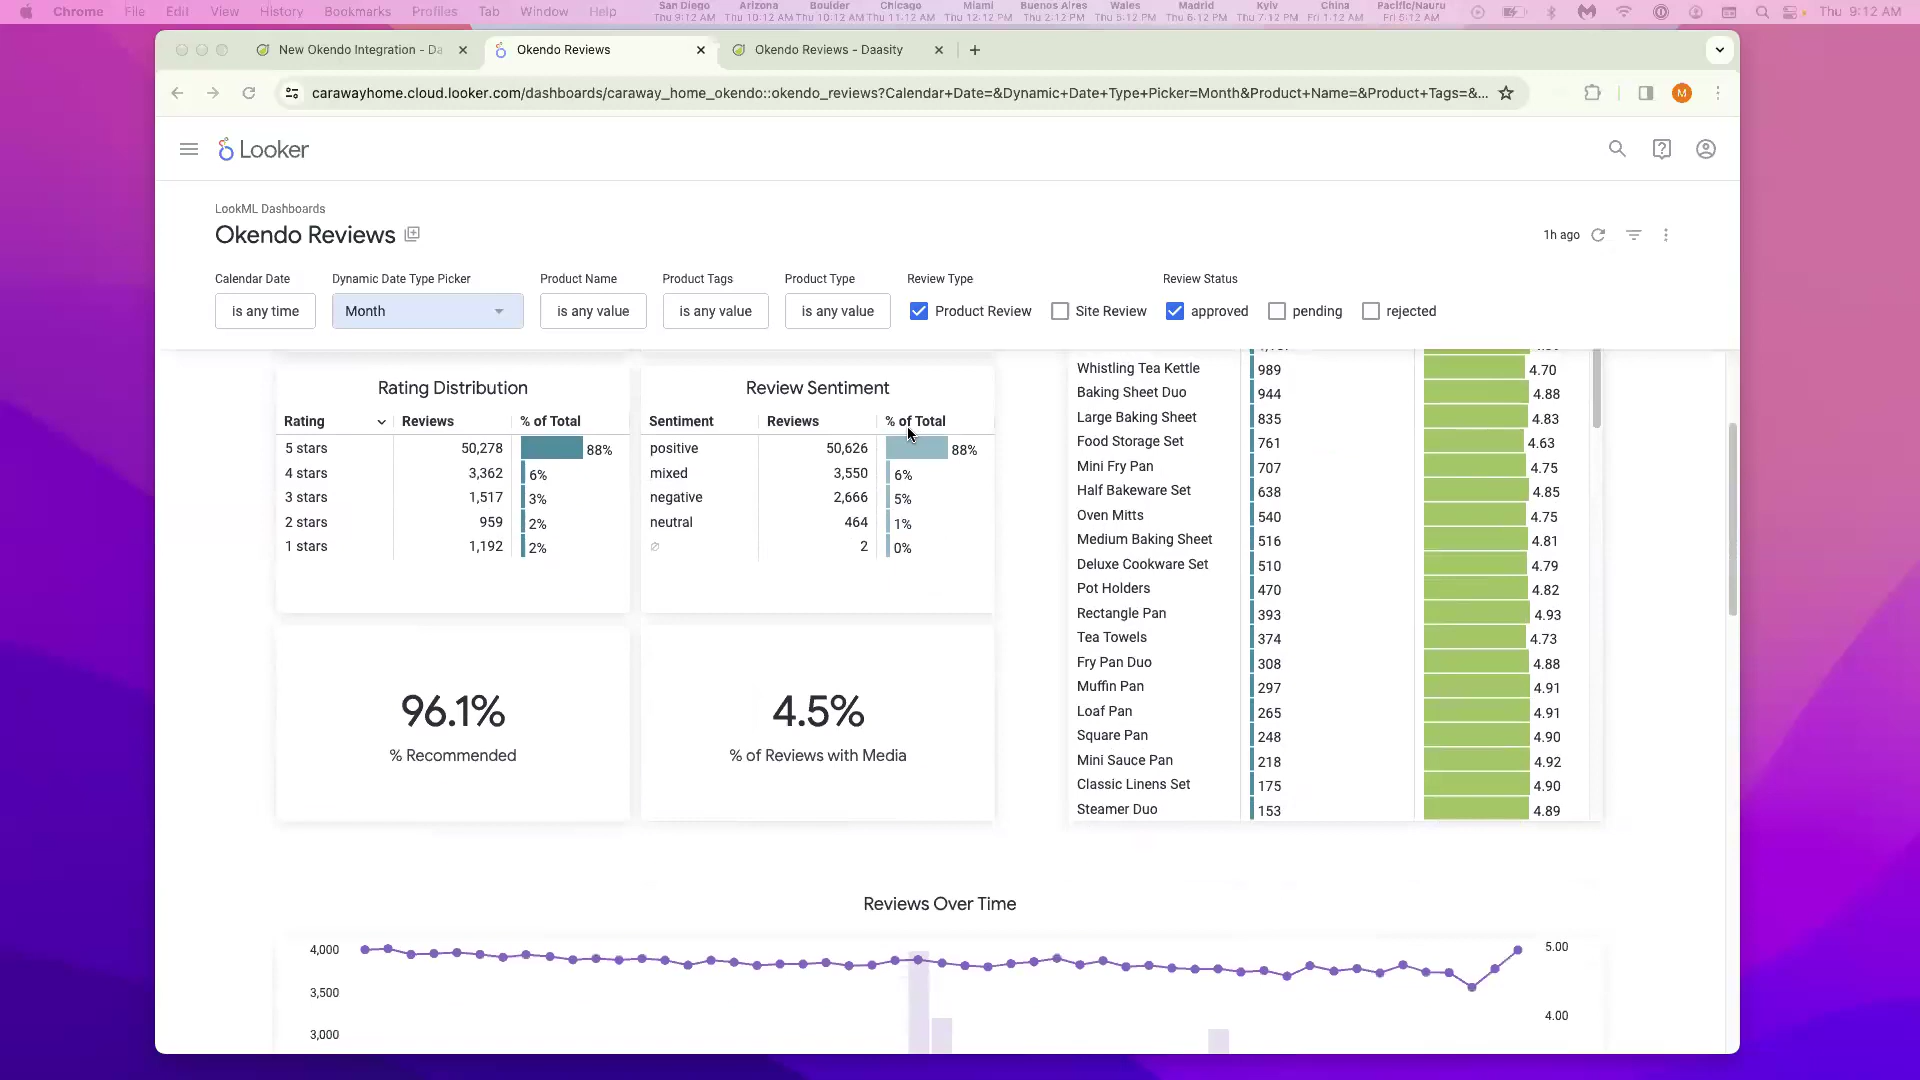 Chrome File Edit View History Bookmarks Profiles Tab Window Help
San Diego Arizona Boulder Chicago Miami Buenos Aires Wales Madrid Kyiv China Pacific/Nauru
Thu 9:12 AM Thu 10:12 AM Thu 10:12 AM Thu 11:12 AM Thu 12:12 PM Thu 2:12 PM Thu 5:12 PM Thu 6:12 PM Thu 7:12 PM Fri 1:12 AM Fri 5:12 AM
Thu 9:12 AM
New Okendo Integration - Da
Okendo Reviews
Okendo Reviews - Daasity
carawayhome.cloud.looker.com/dashboards/caraway_home_okendo::okendo_reviews?Calendar+Date=&Dynamic+Date+Type+Picker=Month&Product+Name=&Product+Tags=&...
M
Looker
LookML Dashboards
Okendo Reviews
1h ago
Calendar Date Dynamic Date Type Picker Product Name Product Tags Product Type Review Type Review Status
is any time Month is any value is any value is any value Product Review Site Review approved pending rejected
Rating Distribution
Rating Reviews % of Total
5 stars 50,278 88%
4 stars 3,362 6%
3 stars 1,517 3%
2 stars 959 2%
1 stars 1,192 2%
Review Sentiment
Sentiment Reviews % of Total
positive 50,626 88%
mixed 3,550 6%
negative 2,666 5%
neutral 464 1%
∅ 2 0%
96.1%
% Recommended
4.5%
% of Reviews with Media
Whistling Tea Kettle 989 4.70
Baking Sheet Duo 944 4.88
Large Baking Sheet 835 4.83
Food Storage Set 761 4.63
Mini Fry Pan 707 4.75
Half Bakeware Set 638 4.85
Oven Mitts 540 4.75
Medium Baking Sheet 516 4.81
Deluxe Cookware Set 510 4.79
Pot Holders 470 4.82
Rectangle Pan 393 4.93
Tea Towels 374 4.73
Fry Pan Duo 308 4.88
Muffin Pan 297 4.91
Loaf Pan 265 4.91
Square Pan 248 4.90
Mini Sauce Pan 218 4.92
Classic Linens Set 175 4.90
Steamer Duo 153 4.89
Reviews Over Time
4,000 5.00
3,500
4.00
3,000